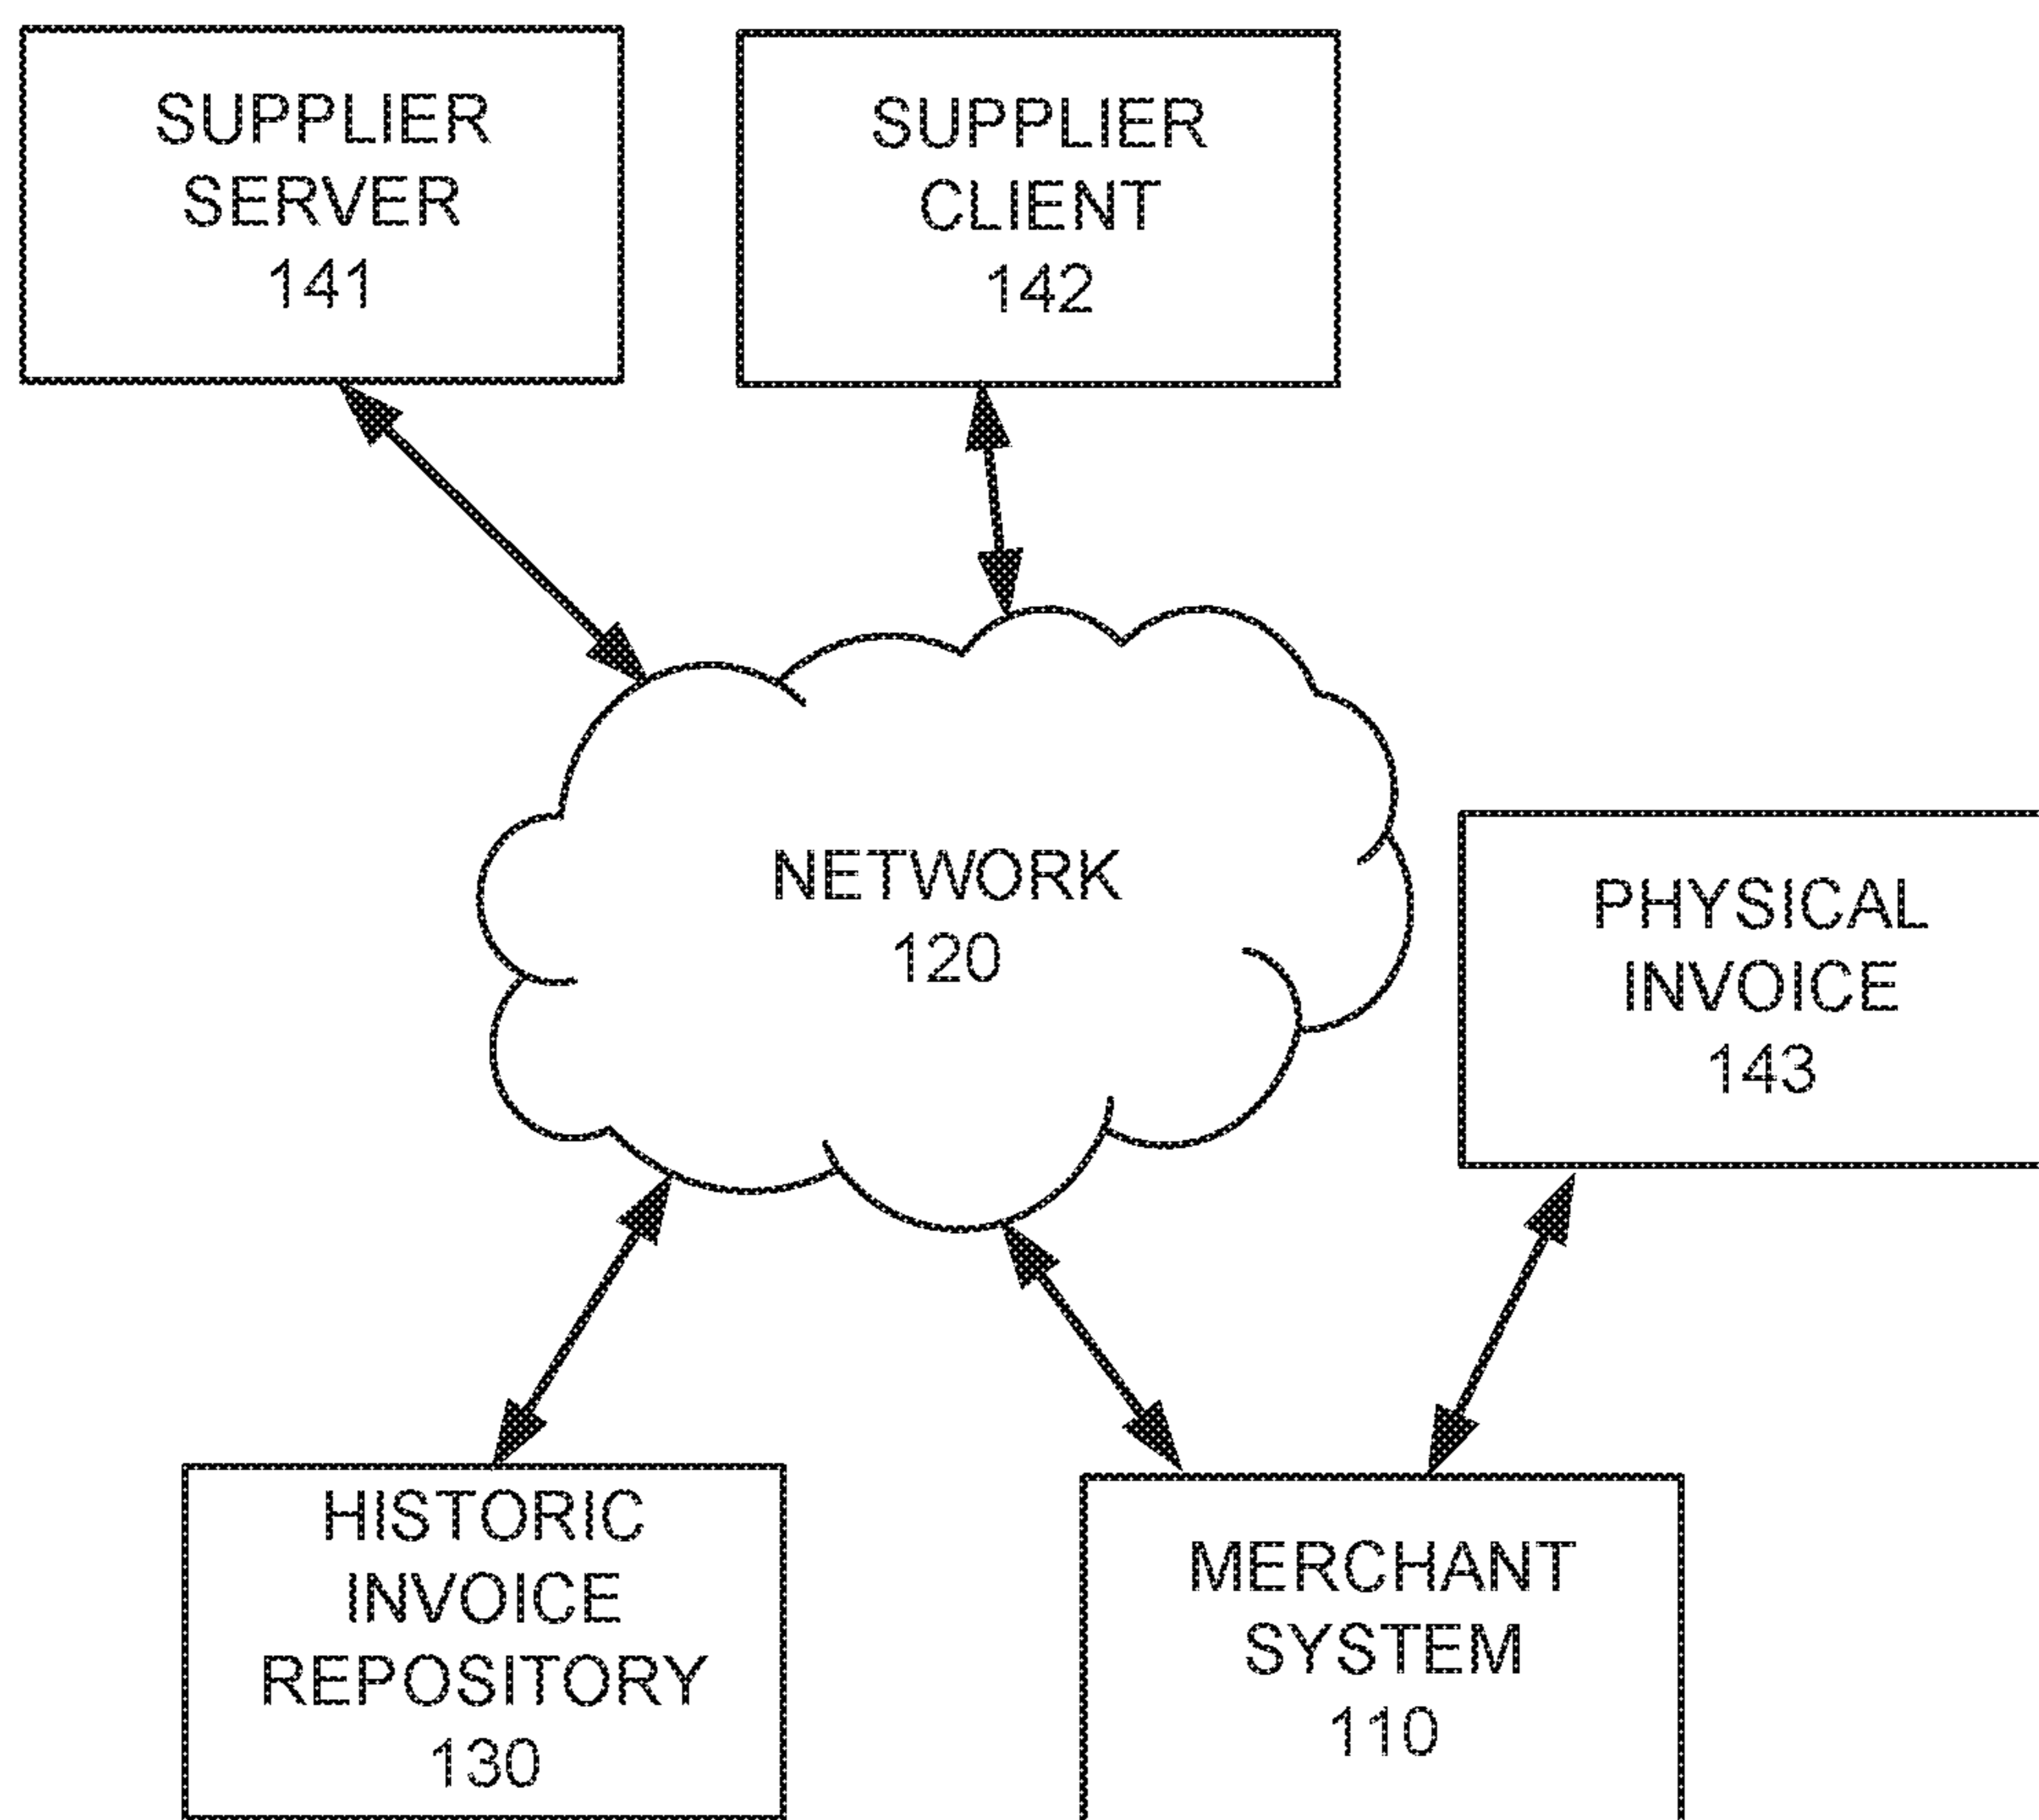 SUPPLIER
SERVER
141
SUPPLIER
CLIENT
142
NETWORK
120
PHYSICAL
INVOICE
143
HISTORIC
INVOICE
REPOSITORY
130
MERCHANT
SYSTEM
110